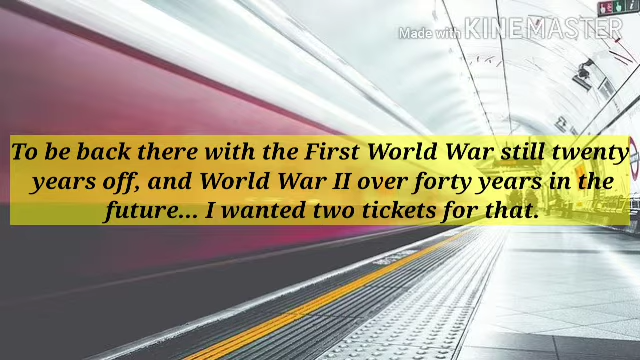 Made with KINEMASTER
To be back there with the First World War still twenty
years off, and World War II over forty years in the
future... I wanted two tickets for that.